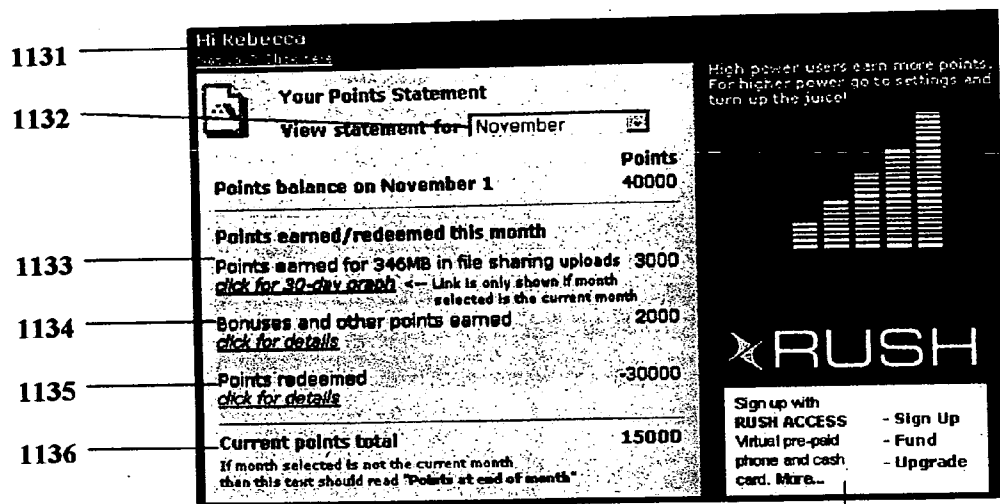 1131
Hi Rebecca
Not you? Click here
1132
Your Points Statement
View statement for November
Points
Points balance on November 1 40000
Points earned/redeemed this month
1133
Points earned for 346MB in file sharing uploads 3000
click for 30-day graph <-- Link is only shown if month
selected is the current month
1134
Bonuses and other points earned 2000
click for details
1135
Points redeemed -30000
click for details
1136
Current points total 15000
If month selected is not the current month
then this text should read "Points at end of month"
High power users earn more points.
For higher power go to settings and
turn up the juice!
RUSH
Sign up with
RUSH ACCESS
Virtual pre-paid
phone and cash
card. More...
- Sign Up
- Fund
- Upgrade